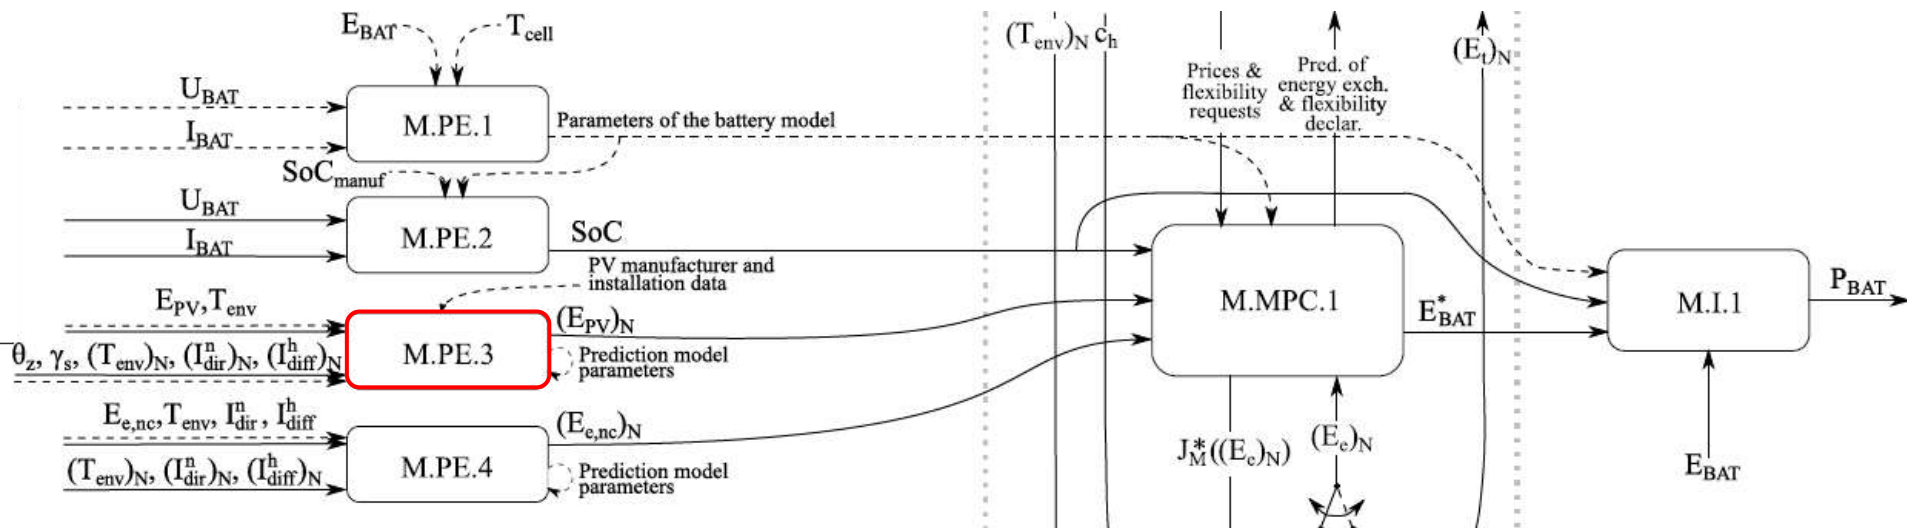 E_BAT
T_cell
U_BAT
I_BAT
M.PE.1
Parameters of the battery model
SoC_manuf
U_BAT
I_BAT
M.PE.2
SoC
PV manufacturer and
installation data
E_PV, T_env
θ_z, γ_s, (T_env)_N, (I^n_dir)_N, (I^h_diff)_N
M.PE.3
(E_PV)_N
Prediction model
parameters
E_e,nc, T_env, I^n_dir, I^h_diff
(T_env)_N, (I^n_dir)_N, (I^h_diff)_N
M.PE.4
(E_e,nc)_N
Prediction model
parameters
(T_env)_N
c_h
Prices &
flexibility
requests
Pred. of
energy exch.
& flexibility
declar.
(E_t)_N
M.MPC.1
E^*_BAT
J^*_M((E_e)_N)
(E_e)_N
M.I.1
P_BAT
E_BAT